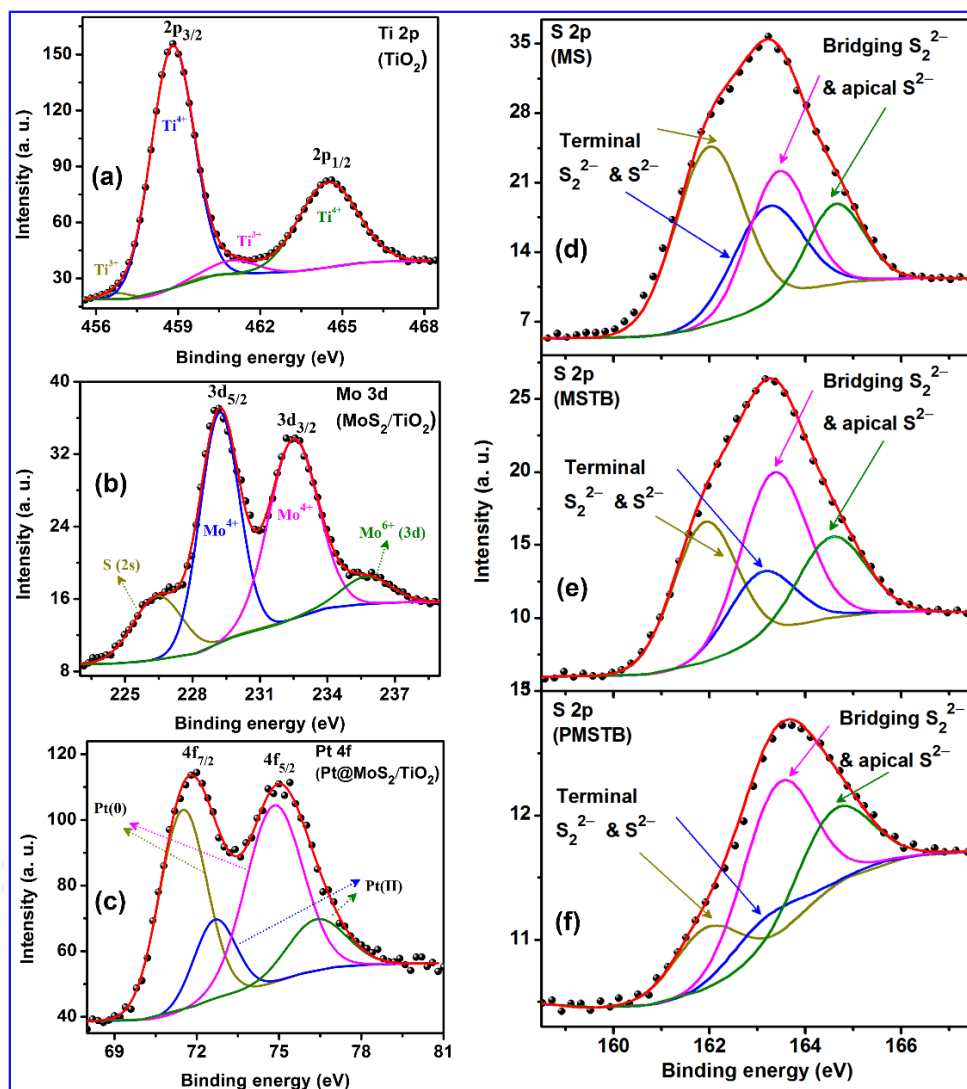 Ti 2p
(TiO₂)
2p₃/₂
Ti⁴⁺
2p₁/₂
Ti⁴⁺
Ti³⁺
Ti³⁺
(a)
Intensity (a. u.)
150
90
30
456 459 462 465 468
Binding energy (eV)
Mo 3d
(MoS₂/TiO₂)
3d₅/₂
3d₃/₂
Mo⁴⁺
Mo⁴⁺
Mo⁶⁺ (3d)
S (2s)
(b)
Intensity (a. u.)
40
32
24
16
8
225 228 231 234 237
Binding energy (eV)
Pt 4f
(Pt@MoS₂/TiO₂)
4f₇/₂
4f₅/₂
Pt(0)
Pt(II)
(c)
Intensity (a. u.)
120
100
80
60
40
69 72 75 78 81
Binding energy (eV)
S 2p
(MS)
Bridging S₂²⁻
& apical S²⁻
Terminal
S₂²⁻ & S²⁻
(d)
Intensity (a. u.)
35
28
21
14
7
S 2p
(MSTB)
Bridging S₂²⁻
& apical S²⁻
Terminal
S₂²⁻ & S²⁻
(e)
Intensity (a. u.)
25
20
15
10
15
S 2p
(PMSTB)
Bridging S₂²⁻
& apical S²⁻
Terminal
S₂²⁻ & S²⁻
(f)
Intensity (a. u.)
12
11
160 162 164 166
Binding energy (eV)